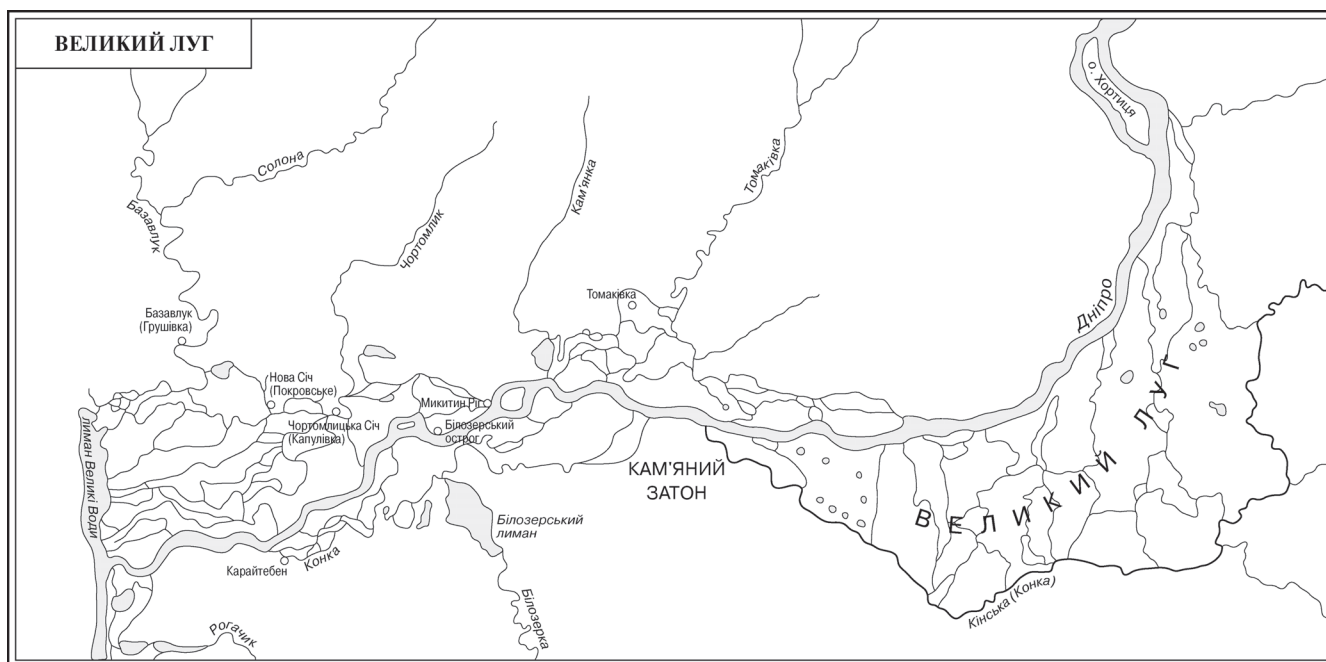 ВЕЛИКИЙ ЛУГ
о. Хортиця
Солона
Базавлук
Чортомлик
Кам'янка
Томаківка
Базавлук
(Грушівка)
Томаківка
Дніпро
Нова Січ
(Покровське)
Микитин Ріг
Чортомлицька Січ
(Капулівка)
Білозерський
острог
лиман Великі Води
КАМ'ЯНИЙ
ЗАТОН
ВЕЛИКИЙ ЛУГ
Білозерський
лиман
Конка
Карайтебен
Білозерка
Рогачик
Кінська (Конка)